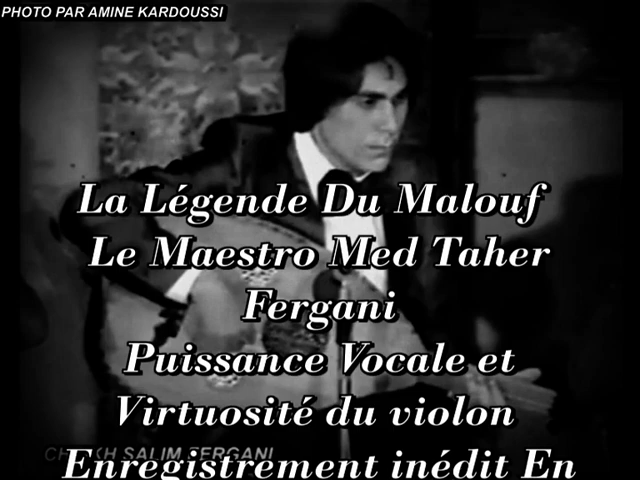 PHOTO PAR AMINE KARDOUSSI
La Légende Du Malouf
Le Maestro Med Taher
Fergani
Puissance Vocale et
Virtuosité du violon
CHEIKH SALIM FERGANI
Enregistrement inédit En